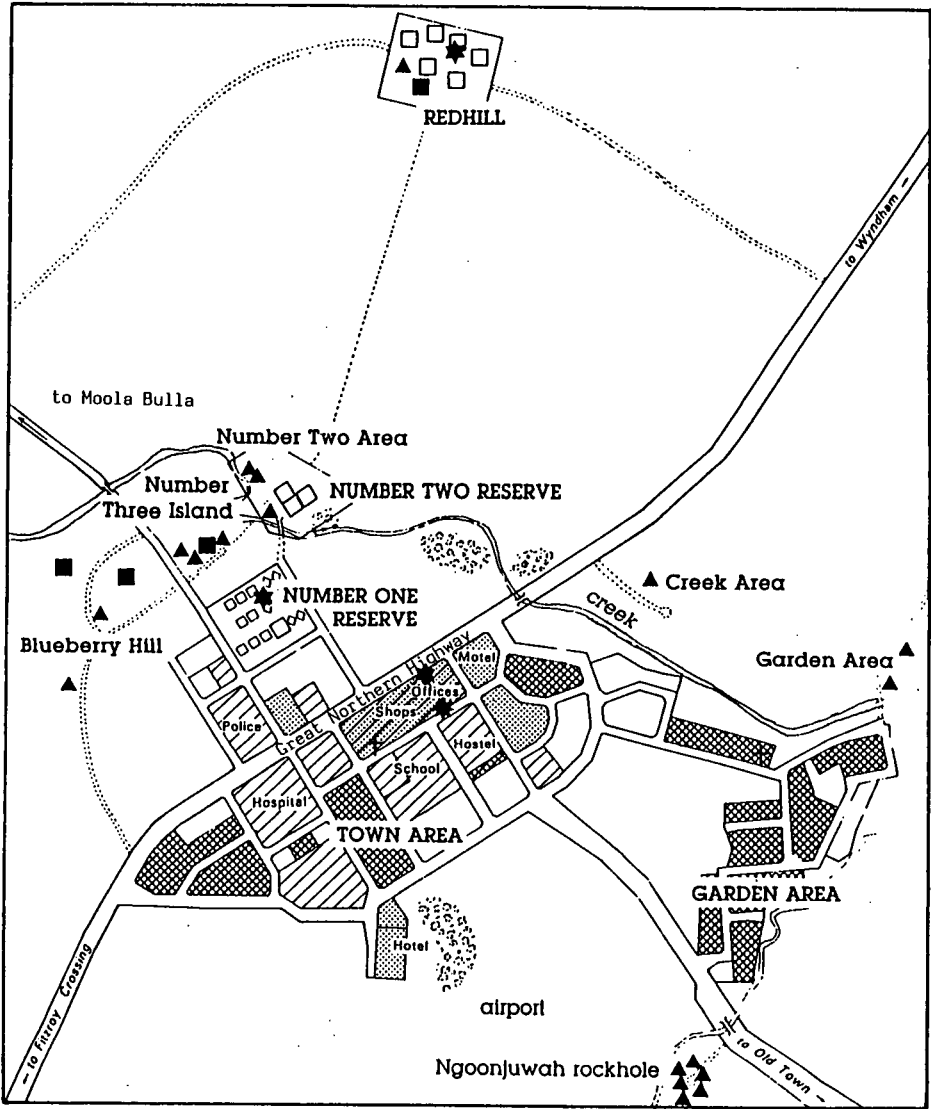 REDHILL
to Wyndham
to Moola Bulla
Number Two Area
Number
Three Island
NUMBER TWO RESERVE
Creek Area
creek
NUMBER ONE
RESERVE
Blueberry Hill
Garden Area
Great Northern Highway
Motel
Offices
Shops
Police
Hostel
School
Hospital
TOWN AREA
GARDEN AREA
Hotel
to Fitzroy Crossing
airport
to Old Town
Ngoonjuwah rockhole